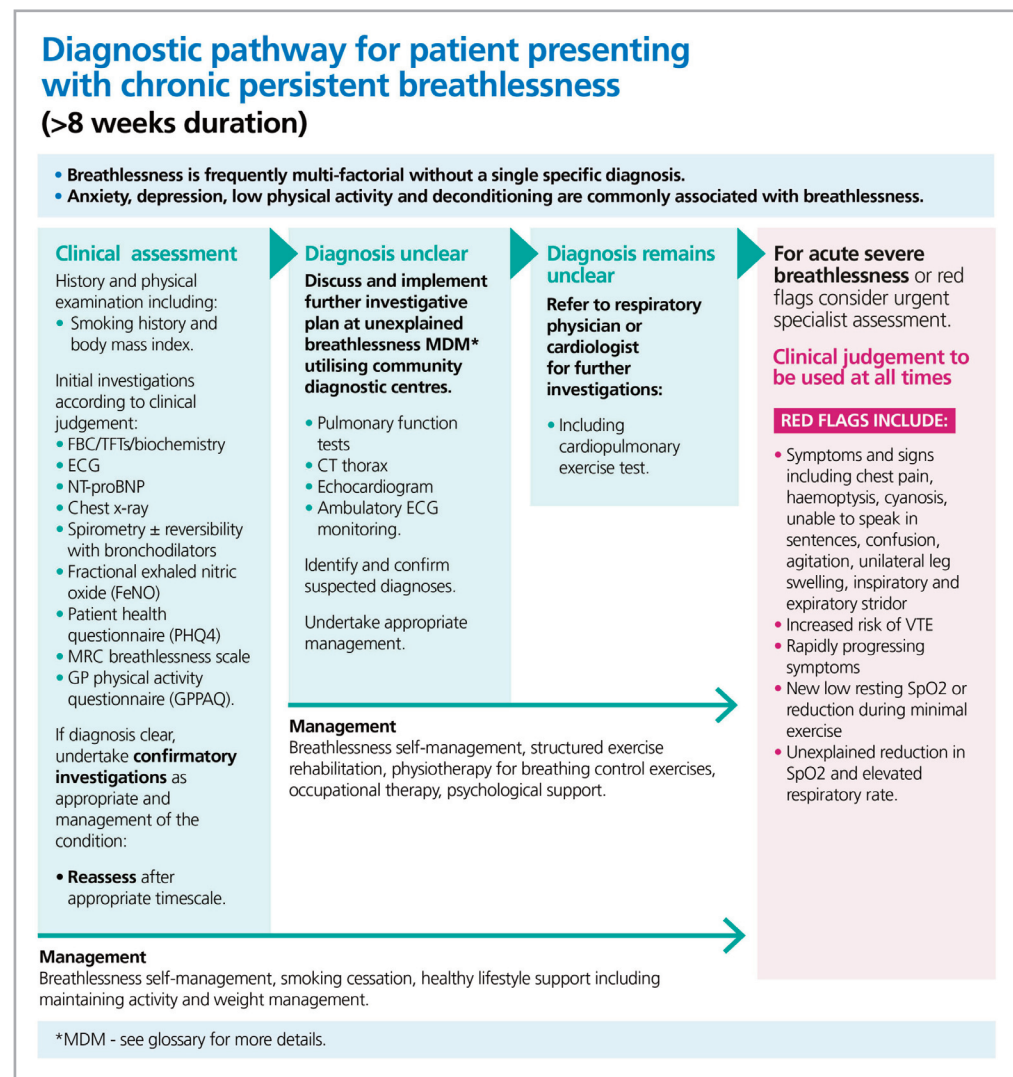 Diagnostic pathway for patient presenting
with chronic persistent breathlessness
(>8 weeks duration)
• Breathlessness is frequently multi-factorial without a single specific diagnosis.
• Anxiety, depression, low physical activity and deconditioning are commonly associated with breathlessness.
Clinical assessment
History and physical
examination including:
• Smoking history and
body mass index.
Initial investigations
according to clinical
judgement:
• FBC/TFTs/biochemistry
• ECG
• NT-proBNP
• Chest x-ray
• Spirometry ± reversibility
with bronchodilators
• Fractional exhaled nitric
oxide (FeNO)
• Patient health
questionnaire (PHQ4)
• MRC breathlessness scale
• GP physical activity
questionnaire (GPPAQ).
If diagnosis clear,
undertake confirmatory
investigations as
appropriate and
management of the
condition:
• Reassess after
appropriate timescale.
Diagnosis unclear
Discuss and implement
further investigative
plan at unexplained
breathlessness MDM*
utilising community
diagnostic centres.
• Pulmonary function
tests
• CT thorax
• Echocardiogram
• Ambulatory ECG
monitoring.
Identify and confirm
suspected diagnoses.
Undertake appropriate
management.
Diagnosis remains
unclear
Refer to respiratory
physician or
cardiologist
for further
investigations:
• Including
cardiopulmonary
exercise test.
Management
Breathlessness self-management, structured exercise
rehabilitation, physiotherapy for breathing control exercises,
occupational therapy, psychological support.
For acute severe
breathlessness or red
flags consider urgent
specialist assessment.
Clinical judgement to
be used at all times
RED FLAGS INCLUDE:
• Symptoms and signs
including chest pain,
haemoptysis, cyanosis,
unable to speak in
sentences, confusion,
agitation, unilateral leg
swelling, inspiratory and
expiratory stridor
• Increased risk of VTE
• Rapidly progressing
symptoms
• New low resting SpO2 or
reduction during minimal
exercise
• Unexplained reduction in
SpO2 and elevated
respiratory rate.
Management
Breathlessness self-management, smoking cessation, healthy lifestyle support including
maintaining activity and weight management.
*MDM - see glossary for more details.